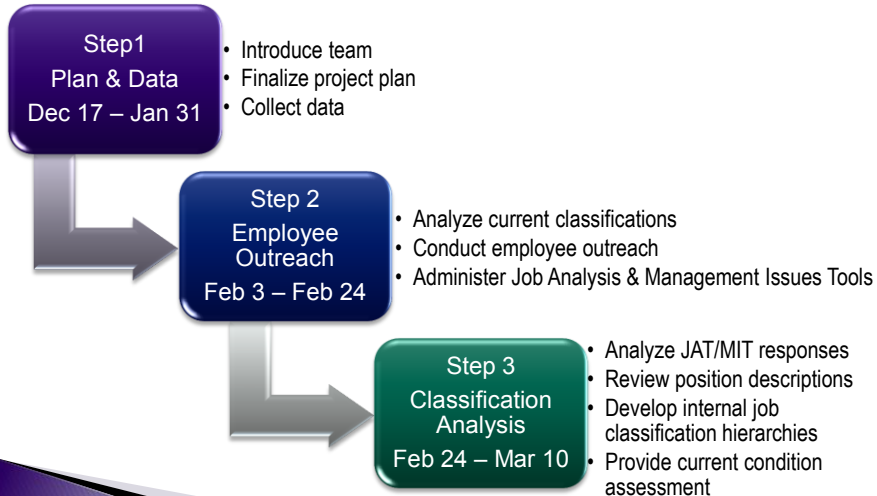 Step1
Plan & Data
Dec 17 – Jan 31
• Introduce team
• Finalize project plan
• Collect data
Step 2
Employee
Outreach
Feb 3 – Feb 24
• Analyze current classifications
• Conduct employee outreach
• Administer Job Analysis & Management Issues Tools
Step 3
Classification
Analysis
Feb 24 – Mar 10
• Analyze JAT/MIT responses
• Review position descriptions
• Develop internal job
classification hierarchies
• Provide current condition
assessment